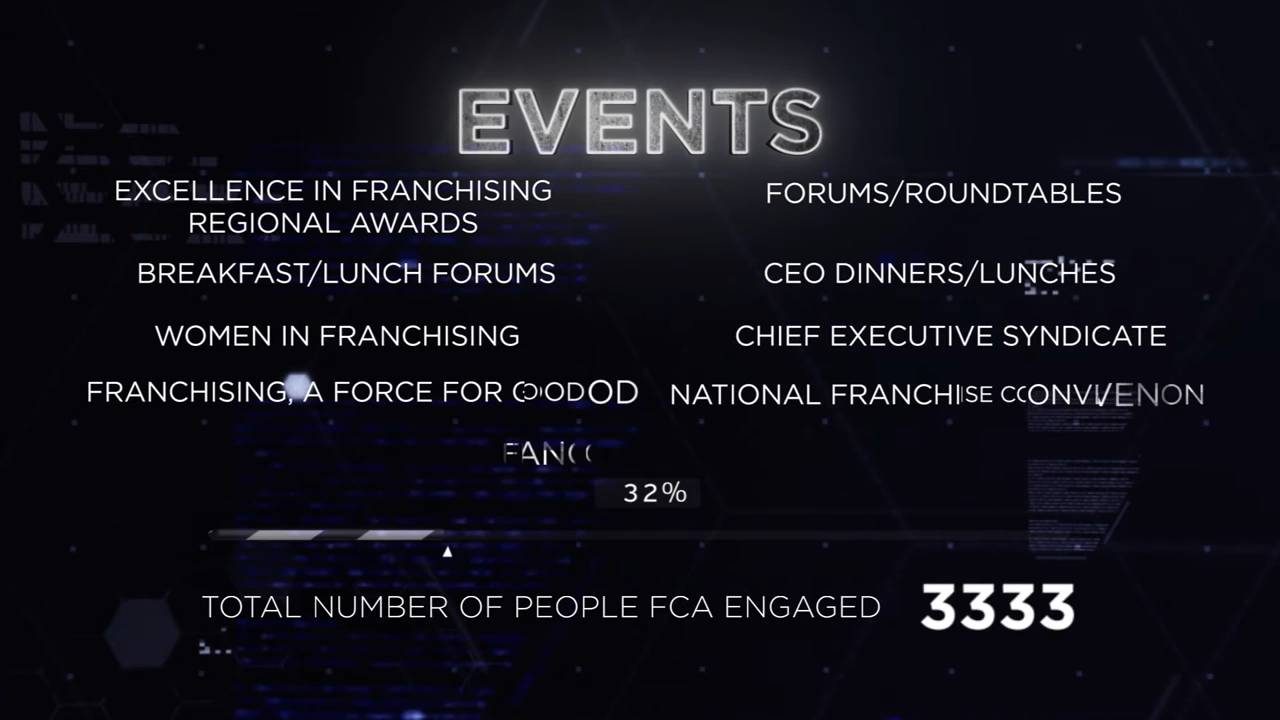 EVENTS
EXCELLENCE IN FRANCHISING
REGIONAL AWARDS
FORUMS/ROUNDTABLES
BREAKFAST/LUNCH FORUMS
CEO DINNERS/LUNCHES
WOMEN IN FRANCHISING
CHIEF EXECUTIVE SYNDICATE
FRANCHISING, A FORCE FOR
NATIONAL FRANCHISE
32%
TOTAL NUMBER OF PEOPLE FCA ENGAGED 3333